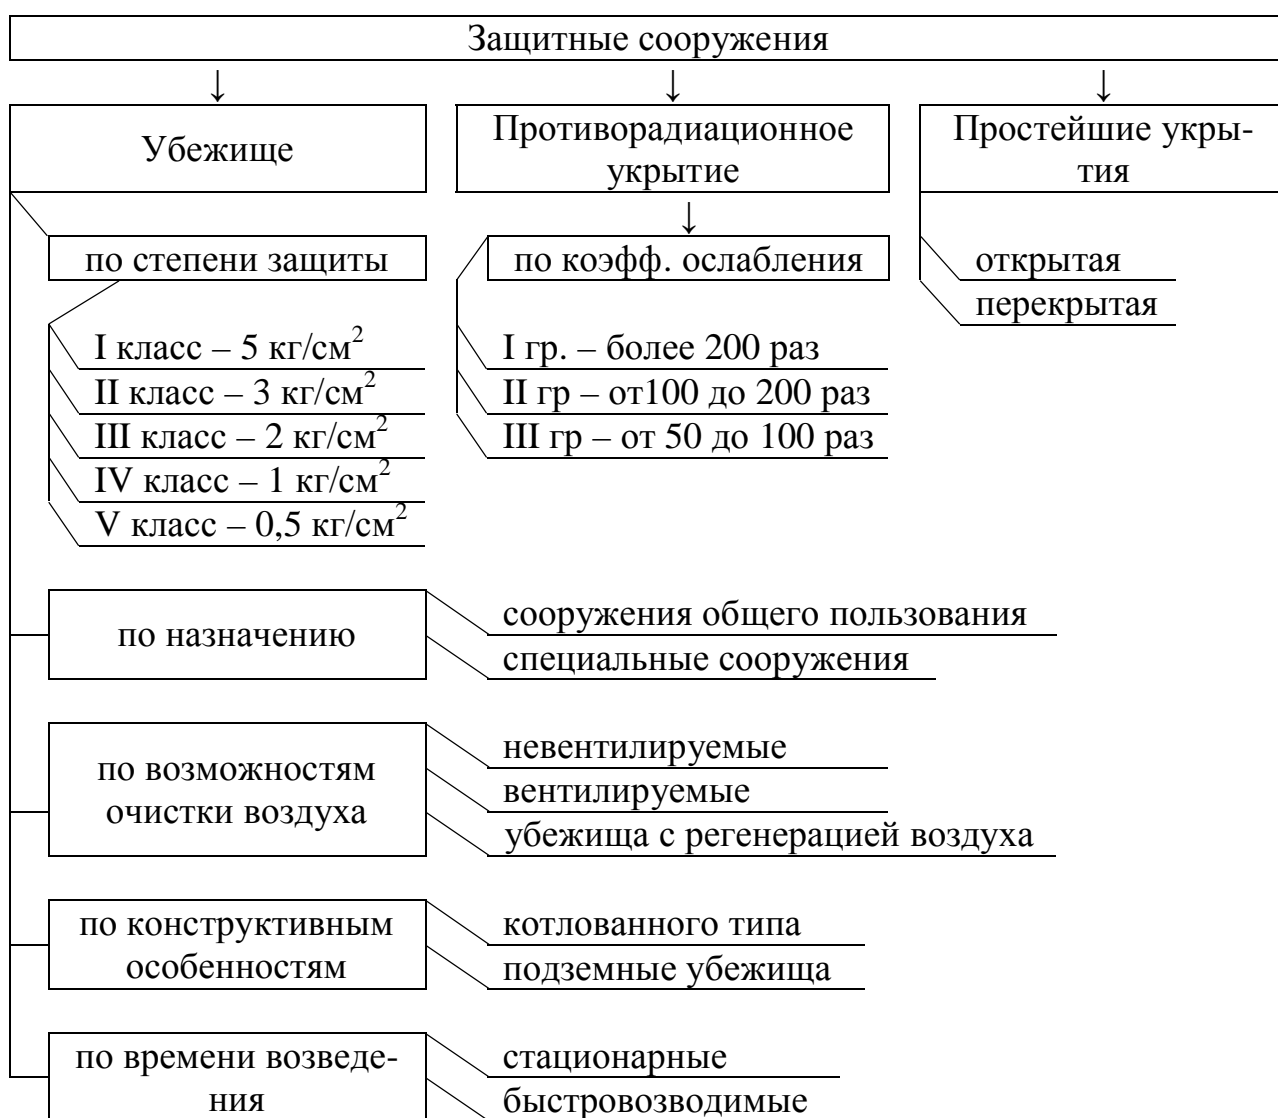 Защитные сооружения
↓ ↓ ↓
Убежище
Противорадиационное
укрытие
Простейшие укры-
тия
↓
по степени защиты
I класс – 5 кг/см²
II класс – 3 кг/см²
III класс – 2 кг/см²
IV класс – 1 кг/см²
V класс – 0,5 кг/см²
по коэфф. ослабления
I гр. – более 200 раз
II гр – от100 до 200 раз
III гр – от 50 до 100 раз
открытая
перекрытая
по назначению
сооружения общего пользования
специальные сооружения
по возможностям
очистки воздуха
невентилируемые
вентилируемые
убежища с регенерацией воздуха
по конструктивным
особенностям
котлованного типа
подземные убежища
по времени возведе-
ния
стационарные
быстровозводимые